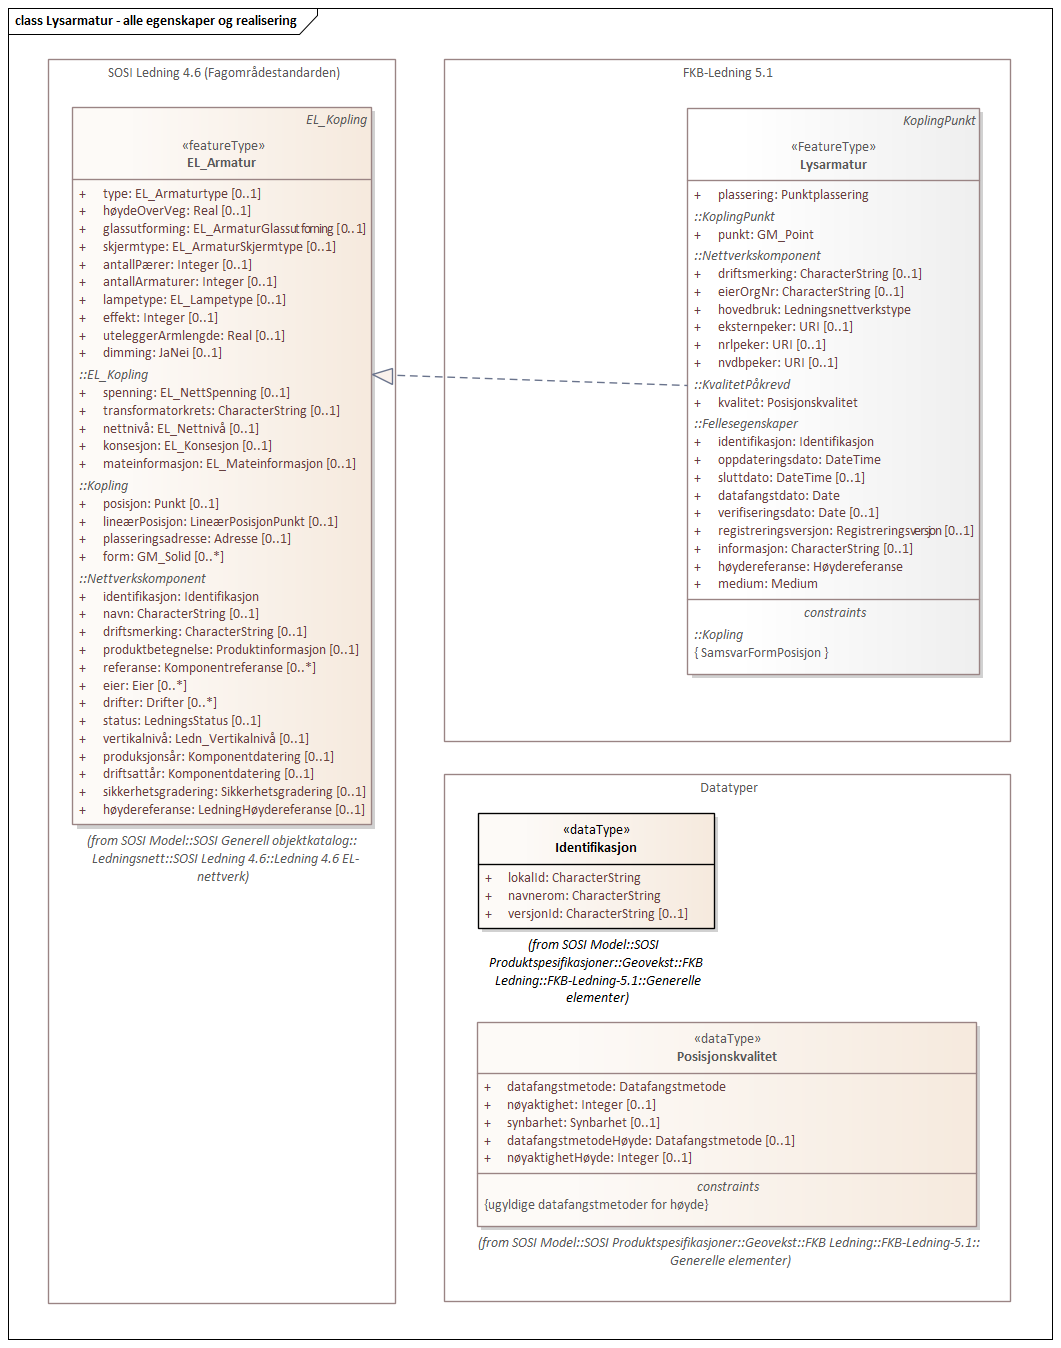 class Lysarmatur - alle egenskaper og realisering
SOSI Ledning 4.6 (Fagområdestandarden)
EL_Kopling
«featureType»
EL_Armatur
+ type: EL_Armaturtype [0..1]
+ høydeOverVeg: Real [0..1]
+ glassutforming: EL_ArmaturGlassutforming [0..1]
+ skjermtype: EL_ArmaturSkjermtype [0..1]
+ antallPærer: Integer [0..1]
+ antallArmaturer: Integer [0..1]
+ lampetype: EL_Lampetype [0..1]
+ effekt: Integer [0..1]
+ uteleggerArmlengde: Real [0..1]
+ dimming: JaNei [0..1]
::EL_Kopling
+ spenning: EL_NettSpenning [0..1]
+ transformatorkrets: CharacterString [0..1]
+ nettnivå: EL_Nettnivå [0..1]
+ konsesjon: EL_Konsesjon [0..1]
+ mateinformasjon: EL_Mateinformasjon [0..1]
::Kopling
+ posisjon: Punkt [0..1]
+ lineærPosisjon: LineærPosisjonPunkt [0..1]
+ plasseringsadresse: Adresse [0..1]
+ form: GM_Solid [0..*]
::Nettverkskomponent
+ identifikasjon: Identifikasjon
+ navn: CharacterString [0..1]
+ driftsmerking: CharacterString [0..1]
+ produktbetegnelse: Produktinformasjon [0..1]
+ referanse: Komponentreferanse [0..*]
+ eier: Eier [0..*]
+ drifter: Drifter [0..*]
+ status: LedningsStatus [0..1]
+ vertikalnivå: Ledn_Vertikalnivå [0..1]
+ produksjonsår: Komponentdatering [0..1]
+ driftsattår: Komponentdatering [0..1]
+ sikkerhetsgradering: Sikkerhetsgradering [0..1]
+ høydereferanse: LedningHøydereferanse [0..1]
(from SOSI Model::SOSI Generell objektkatalog::
Ledningsnett::SOSI Ledning 4.6::Ledning 4.6 EL-
nettverk)
FKB-Ledning 5.1
KoplingPunkt
«FeatureType»
Lysarmatur
+ plassering: Punktplassering
::KoplingPunkt
+ punkt: GM_Point
::Nettverkskomponent
+ driftsmerking: CharacterString [0..1]
+ eierOrgNr: CharacterString [0..1]
+ hovedbruk: Ledningsnettverkstype
+ eksternpeker: URI [0..1]
+ nrlpeker: URI [0..1]
+ nvdbpeker: URI [0..1]
::KvalitetPåkrevd
+ kvalitet: Posisjonskvalitet
::Fellesegenskaper
+ identifikasjon: Identifikasjon
+ oppdateringsdato: DateTime
+ sluttdato: DateTime [0..1]
+ datafangstdato: Date
+ verifiseringsdato: Date [0..1]
+ registreringsversjon: Registreringsversjon [0..1]
+ informasjon: CharacterString [0..1]
+ høydereferanse: Høydereferanse
+ medium: Medium
constraints
::Kopling
{ SamsvarFormPosisjon }
Datatyper
«dataType»
Identifikasjon
+ lokalId: CharacterString
+ navnerom: CharacterString
+ versjonId: CharacterString [0..1]
(from SOSI Model::SOSI
Produktspesifikasjoner::Geovekst::FKB
Ledning::FKB-Ledning-5.1::Generelle
elementer)
«dataType»
Posisjonskvalitet
+ datafangstmetode: Datafangstmetode
+ nøyaktighet: Integer [0..1]
+ synbarhet: Synbarhet [0..1]
+ datafangstmetodeHøyde: Datafangstmetode [0..1]
+ nøyaktighetHøyde: Integer [0..1]
constraints
{ugyldige datafangstmetoder for høyde}
(from SOSI Model::SOSI Produktspesifikasjoner::Geovekst::FKB Ledning::FKB-Ledning-5.1::
Generelle elementer)